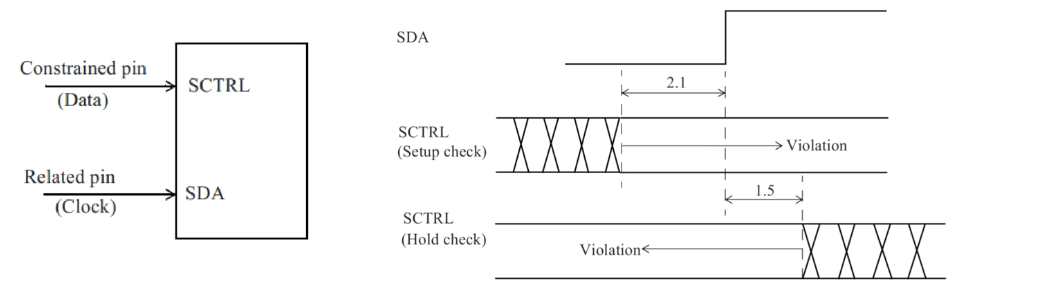 Constrained pin
(Data)
SCTRL
Related pin
(Clock)
SDA
SDA
2.1
SCTRL
(Setup check)
Violation
1.5
SCTRL
(Hold check)
Violation